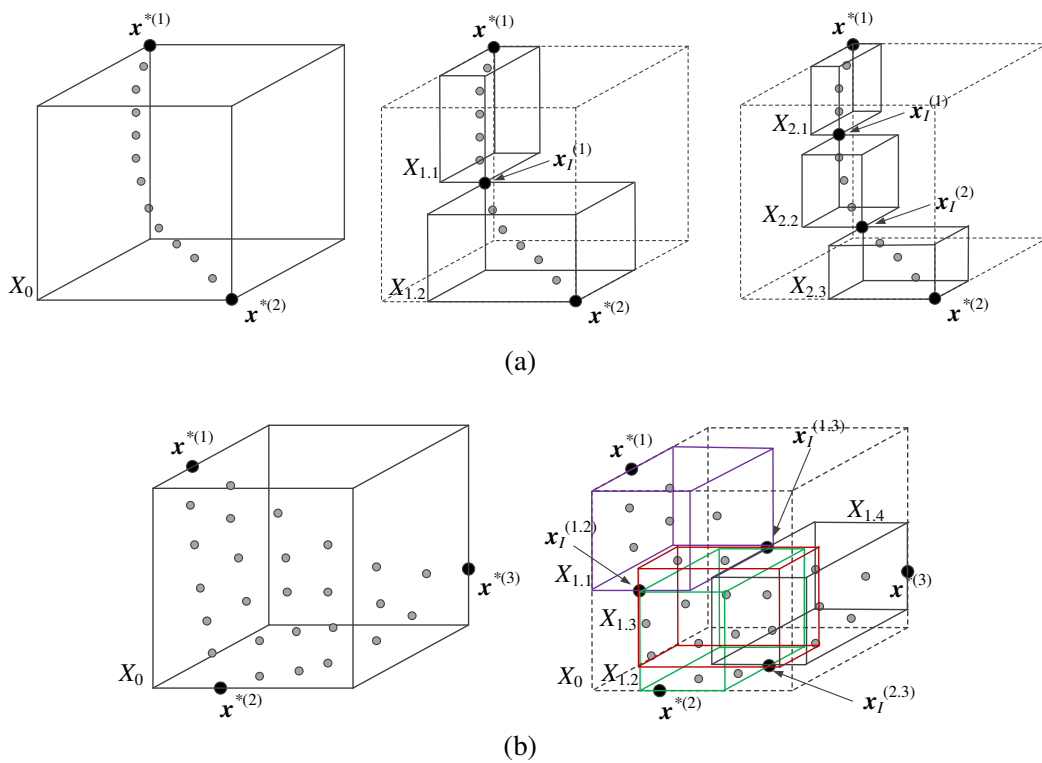 x*(1)
X0
x*(2)
x*(1)
X1.1
xI(1)
X1.2
x*(2)
x*(1)
X2.1
xI(1)
X2.2
xI(2)
X2.3
x*(2)
(a)
x*(1)
x*(3)
X0
x*(2)
x*(1)
xI(1.3)
xI(1.2)
X1.4
X1.1
x*(3)
X1.3
X0
X1.2
x*(2)
xI(2.3)
(b)